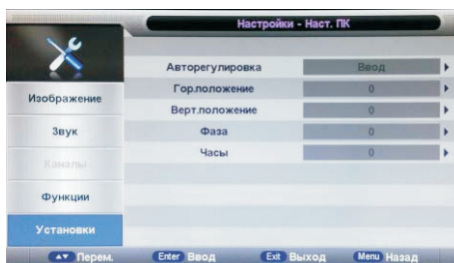 Настройки - Наст. ПК
Авторегулировка Ввод
Гор.положение 0
Верт.положение 0
Фаза 0
Часы 0
Изображение
Звук
Каналы
Функции
Установки
Перем. Enter Ввод Exit Выход Menu Назад